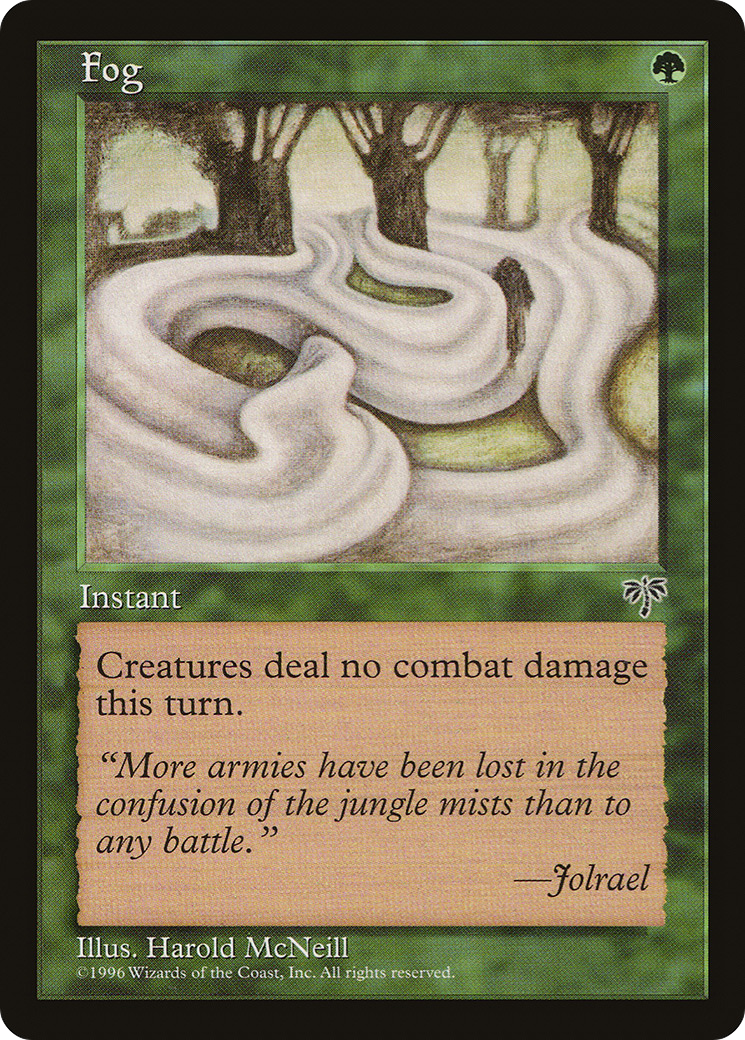 Fog
Instant
Creatures deal no combat damage
this turn.
“More armies have been lost in the
confusion of the jungle mists than to
any battle.”
—Jolrael
Illus. Harold McNeill
©1996 Wizards of the Coast, Inc. All rights reserved.